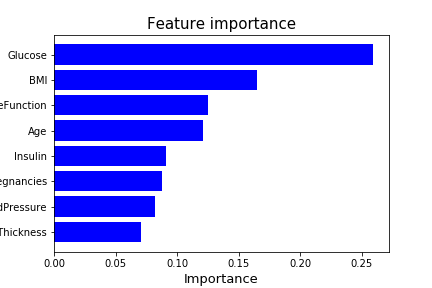 Feature importance
Glucose
BMI
eFunction
Age
Insulin
egnancies
dPressure
Thickness
0.00 0.05 0.10 0.15 0.20 0.25
Importance